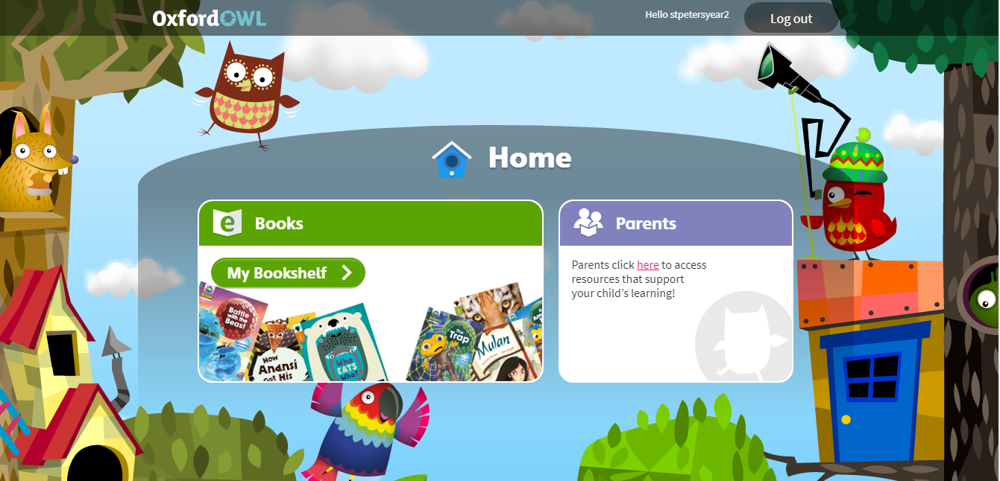 OxfordOWL
Hello stpetersyear2
Log out
Home
e
Books
Parents
My Bookshelf
Parents click here to access
resources that support
your child's learning!
Battle
with the
Beast
How
Anansi
Got His
Who
EATS
Who?
The
Trap
Mulan